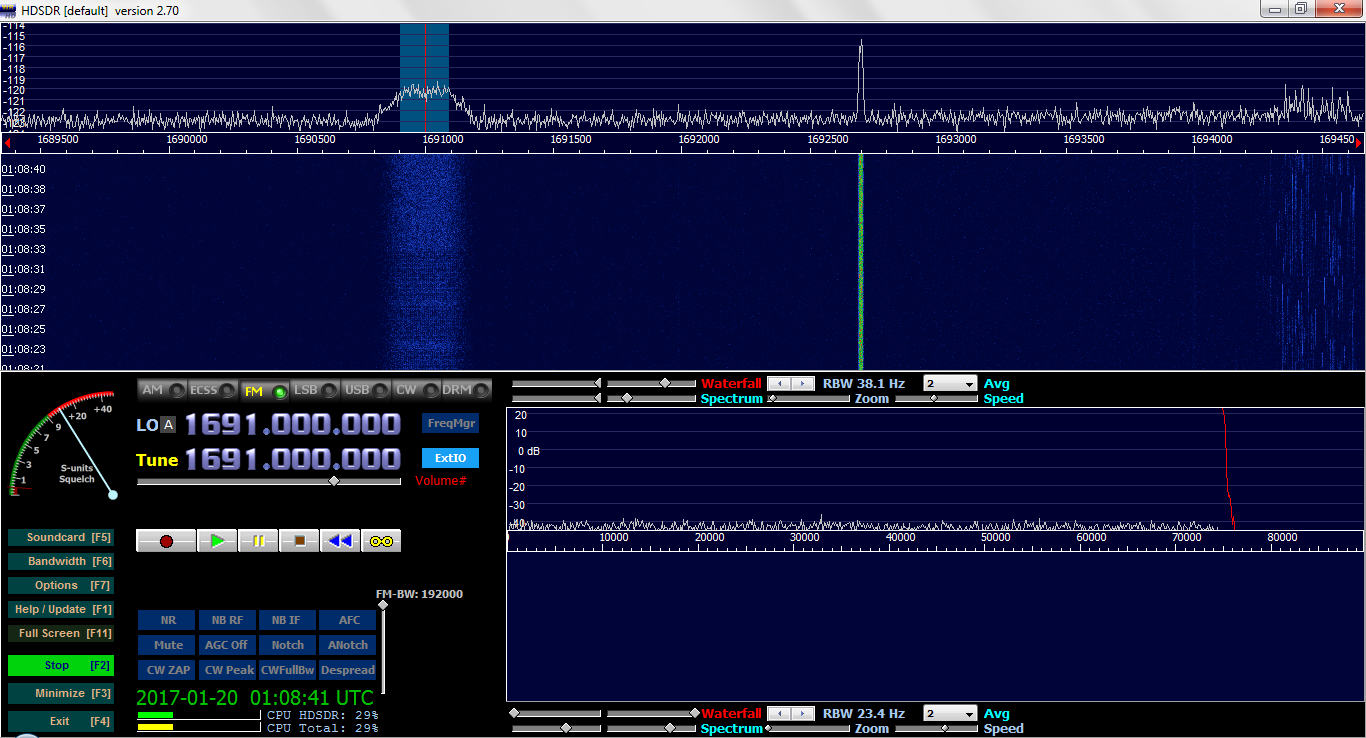 HDSDR [default] version 2.70
-114
-115
-116
-117
-118
-119
-120
-121
-122
1689500 1690000 1690500 1691000 1691500 1692000 1692500 1693000 1693500 1694000 169450
01:08:40
01:08:38
01:08:37
01:08:35
01:08:33
01:08:31
01:08:29
01:08:27
01:08:25
01:08:23
01:08:21
AM ECSS FM LSB USB CW DRM
LO A 1691.000.000 FreqMgr
Tune 1691.000.000 ExtIO
Volume#
1 3 5 7 9 +20 +40
S-units
Squelch
Soundcard [F5]
Bandwidth [F6]
Options [F7]
Help / Update [F1]
Full Screen [F11]
Stop [F2]
Minimize [F3]
Exit [F4]
FM-BW: 192000
NR NB RF NB IF AFC
Mute AGC Off Notch ANotch
CW ZAP CW Peak CWFullBw Despread
2017-01-20 01:08:41 UTC
CPU HDSDR: 29%
CPU Total: 29%
Waterfall RBW 38.1 Hz 2 Avg
Spectrum Zoom Speed
20
10
0 dB
-10
-20
-30
-40
0 10000 20000 30000 40000 50000 60000 70000 80000
Waterfall RBW 23.4 Hz 2 Avg
Spectrum Zoom Speed